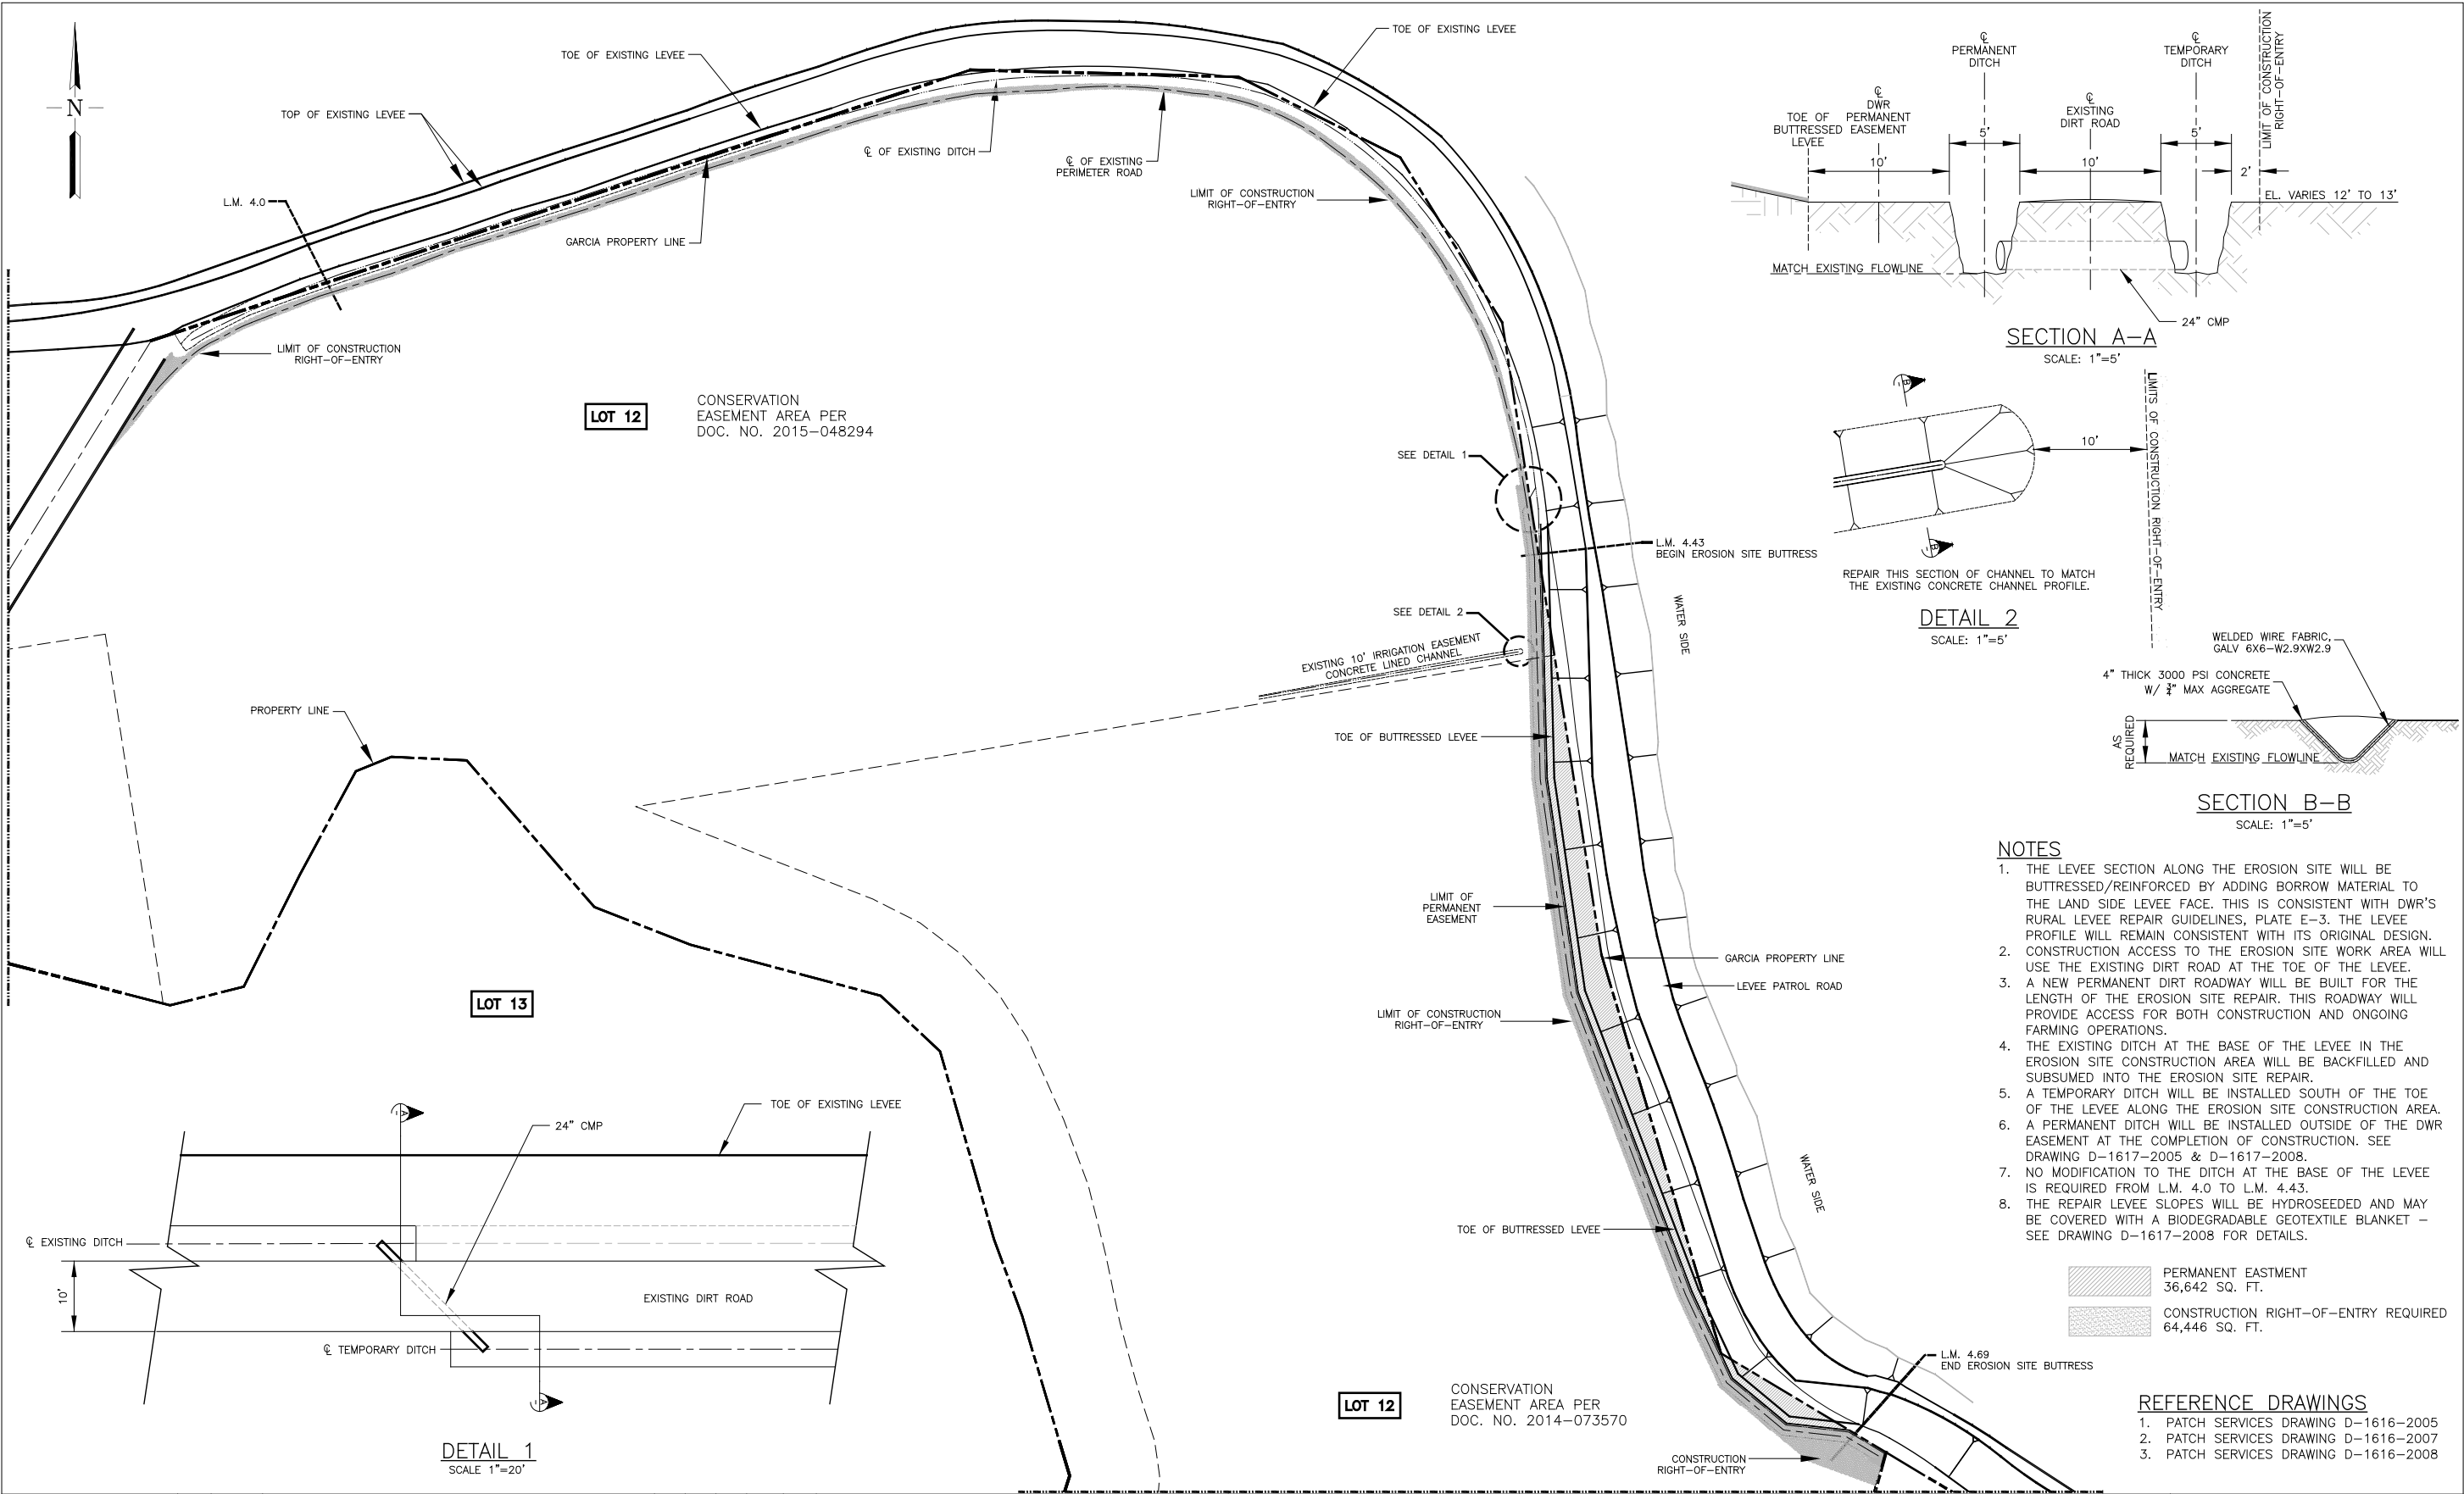 N
TOP OF EXISTING LEVEE
TOE OF EXISTING LEVEE
TOE OF EXISTING LEVEE
L.M. 4.0
GARCIA PROPERTY LINE
℄ OF EXISTING DITCH
℄ OF EXISTING
PERIMETER ROAD
LIMIT OF CONSTRUCTION
RIGHT-OF-ENTRY
LIMIT OF CONSTRUCTION
RIGHT-OF-ENTRY
LOT 12
CONSERVATION
EASEMENT AREA PER
DOC. NO. 2015-048294
SEE DETAIL 1
L.M. 4.43
BEGIN EROSION SITE BUTTRESS
SEE DETAIL 2
EXISTING 10' IRRIGATION EASEMENT
CONCRETE LINED CHANNEL
WATER SIDE
TOE OF BUTTRESSED LEVEE
PROPERTY LINE
LIMIT OF
PERMANENT
EASEMENT
GARCIA PROPERTY LINE
LEVEE PATROL ROAD
LIMIT OF CONSTRUCTION
RIGHT-OF-ENTRY
LOT 13
WATER SIDE
TOE OF BUTTRESSED LEVEE
L.M. 4.69
END EROSION SITE BUTTRESS
LOT 12
CONSERVATION
EASEMENT AREA PER
DOC. NO. 2014-073570
CONSTRUCTION
RIGHT-OF-ENTRY
TOE OF EXISTING LEVEE
24" CMP
A
℄ EXISTING DITCH
10'
EXISTING DIRT ROAD
℄ TEMPORARY DITCH
A
DETAIL 1
SCALE 1"=20'
℄
PERMANENT
DITCH
℄
TEMPORARY
DITCH
LIMIT OF CONSTRUCTION
RIGHT-OF-ENTRY
TOE OF
BUTTRESSED
LEVEE
℄
DWR
PERMANENT
EASEMENT
℄
EXISTING
DIRT ROAD
5'
5'
10'
10'
2'
EL. VARIES 12' TO 13'
MATCH EXISTING FLOWLINE
24" CMP
SECTION A-A
SCALE: 1"=5'
B
10'
LIMITS OF CONSTRUCTION RIGHT-OF-ENTRY
B
REPAIR THIS SECTION OF CHANNEL TO MATCH
THE EXISTING CONCRETE CHANNEL PROFILE.
DETAIL 2
SCALE: 1"=5'
WELDED WIRE FABRIC,
GALV 6X6-W2.9XW2.9
4" THICK 3000 PSI CONCRETE
W/ ¾" MAX AGGREGATE
AS
REQUIRED
MATCH EXISTING FLOWLINE
SECTION B-B
SCALE: 1"=5'
NOTES
1. THE LEVEE SECTION ALONG THE EROSION SITE WILL BE
BUTTRESSED/REINFORCED BY ADDING BORROW MATERIAL TO
THE LAND SIDE LEVEE FACE. THIS IS CONSISTENT WITH DWR'S
RURAL LEVEE REPAIR GUIDELINES, PLATE E-3. THE LEVEE
PROFILE WILL REMAIN CONSISTENT WITH ITS ORIGINAL DESIGN.
2. CONSTRUCTION ACCESS TO THE EROSION SITE WORK AREA WILL
USE THE EXISTING DIRT ROAD AT THE TOE OF THE LEVEE.
3. A NEW PERMANENT DIRT ROADWAY WILL BE BUILT FOR THE
LENGTH OF THE EROSION SITE REPAIR. THIS ROADWAY WILL
PROVIDE ACCESS FOR BOTH CONSTRUCTION AND ONGOING
FARMING OPERATIONS.
4. THE EXISTING DITCH AT THE BASE OF THE LEVEE IN THE
EROSION SITE CONSTRUCTION AREA WILL BE BACKFILLED AND
SUBSUMED INTO THE EROSION SITE REPAIR.
5. A TEMPORARY DITCH WILL BE INSTALLED SOUTH OF THE TOE
OF THE LEVEE ALONG THE EROSION SITE CONSTRUCTION AREA.
6. A PERMANENT DITCH WILL BE INSTALLED OUTSIDE OF THE DWR
EASEMENT AT THE COMPLETION OF CONSTRUCTION. SEE
DRAWING D-1617-2005 & D-1617-2008.
7. NO MODIFICATION TO THE DITCH AT THE BASE OF THE LEVEE
IS REQUIRED FROM L.M. 4.0 TO L.M. 4.43.
8. THE REPAIR LEVEE SLOPES WILL BE HYDROSEEDED AND MAY
BE COVERED WITH A BIODEGRADABLE GEOTEXTILE BLANKET -
SEE DRAWING D-1617-2008 FOR DETAILS.
PERMANENT EASTMENT
36,642 SQ. FT.
CONSTRUCTION RIGHT-OF-ENTRY REQUIRED
64,446 SQ. FT.
REFERENCE DRAWINGS
1. PATCH SERVICES DRAWING D-1616-2005
2. PATCH SERVICES DRAWING D-1616-2007
3. PATCH SERVICES DRAWING D-1616-2008